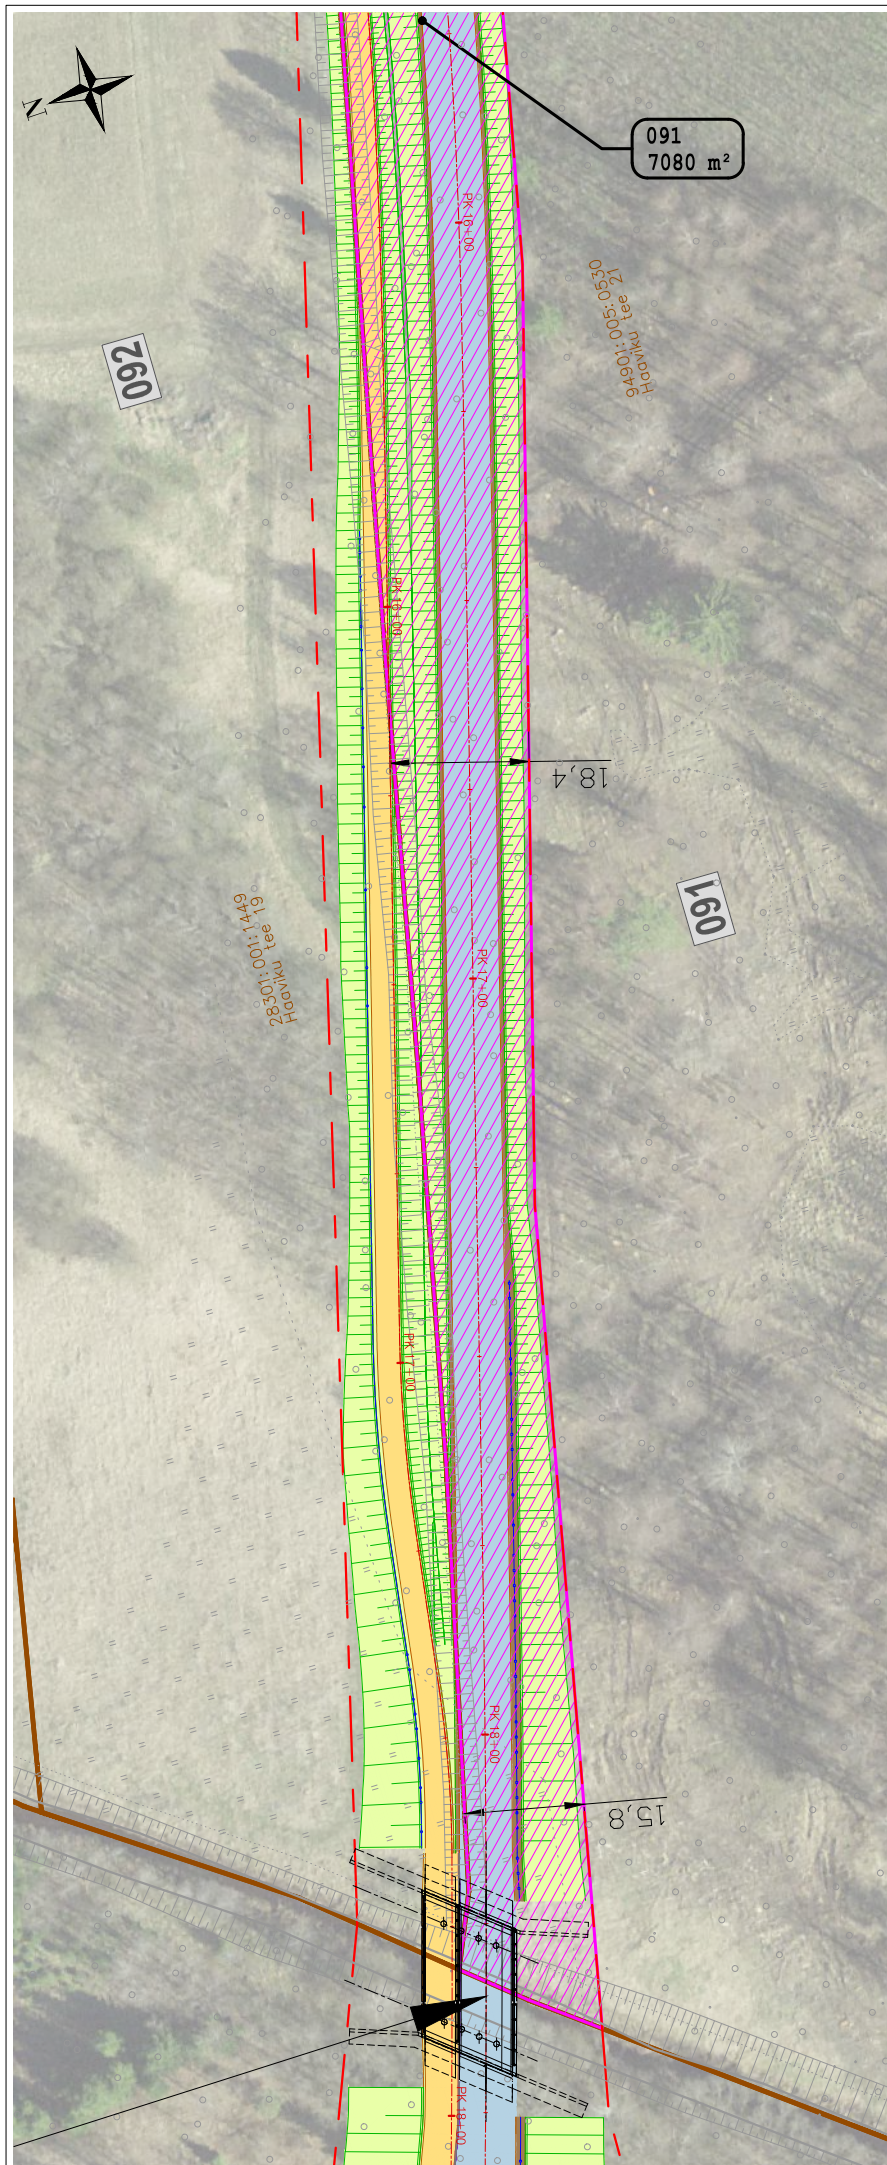 N
091
7080 m²
PK 16+00
94901:005:0530
Haaviku tee 21
092
PK 16+00
18,4
28301:001:1449
Haaviku tee 19
091
PK 17+00
PK 17+00
PK 18+00
15,8
PK 18+00